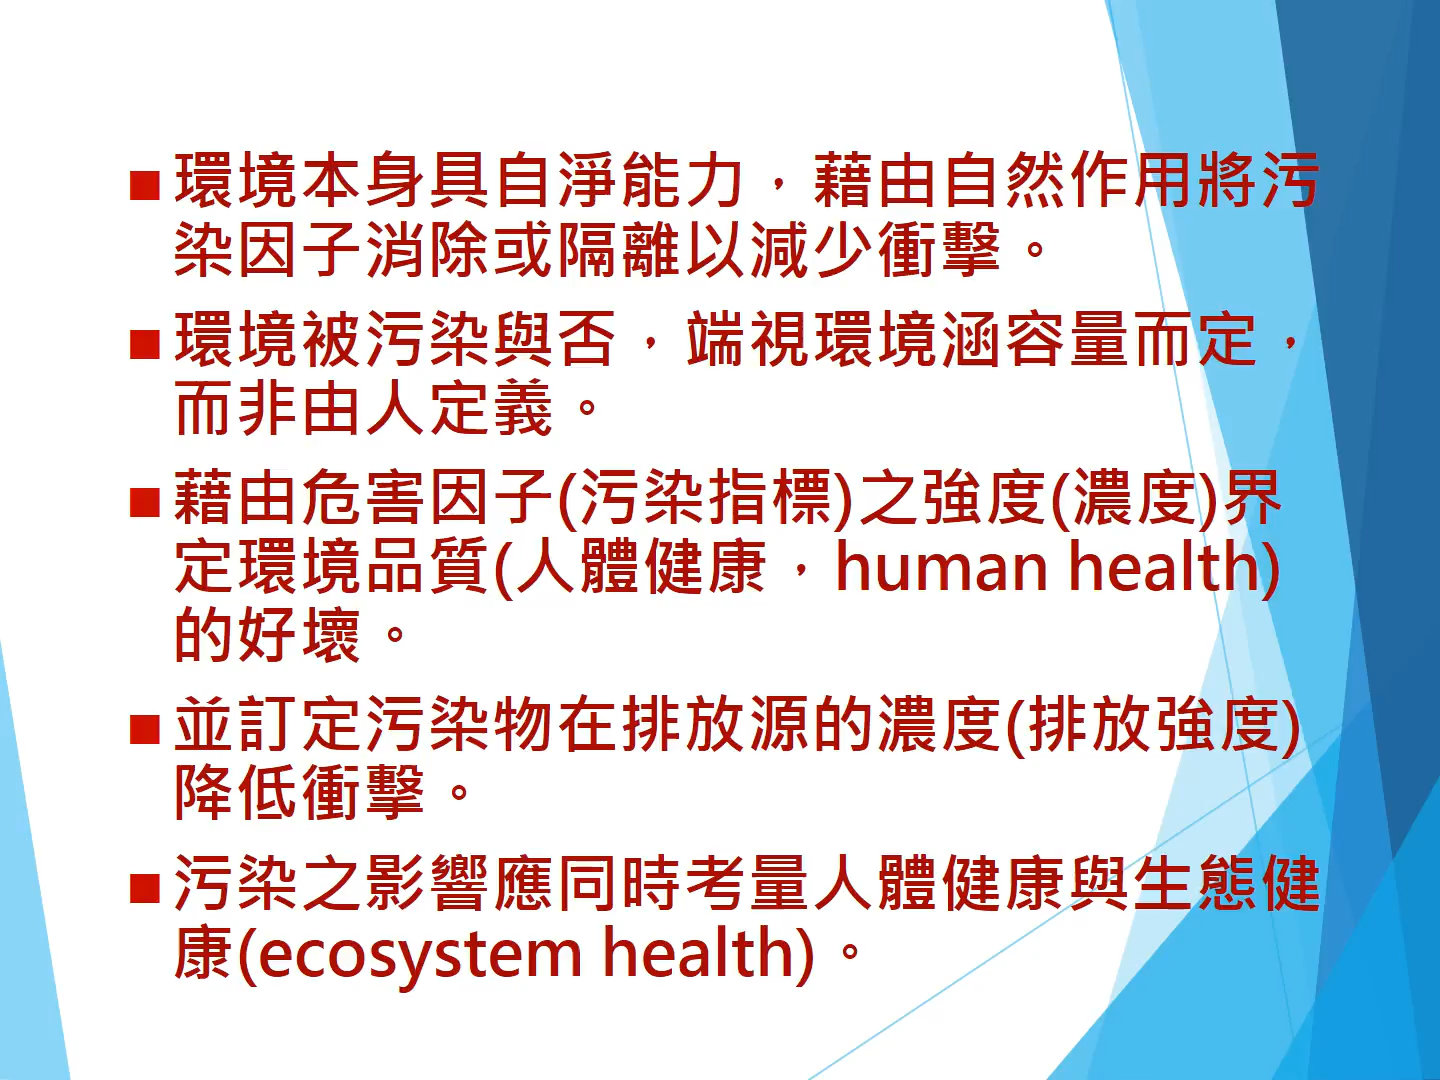 ■環境本身具自淨能力，藉由自然作用將污
染因子消除或隔離以減少衝擊。
■環境被污染與否，端視環境涵容量而定，
而非由人定義。
■藉由危害因子(污染指標)之強度(濃度)界
定環境品質(人體健康，human health)
的好壞。
■並訂定污染物在排放源的濃度(排放強度)
降低衝擊。
■污染之影響應同時考量人體健康與生態健
康(ecosystem health)。